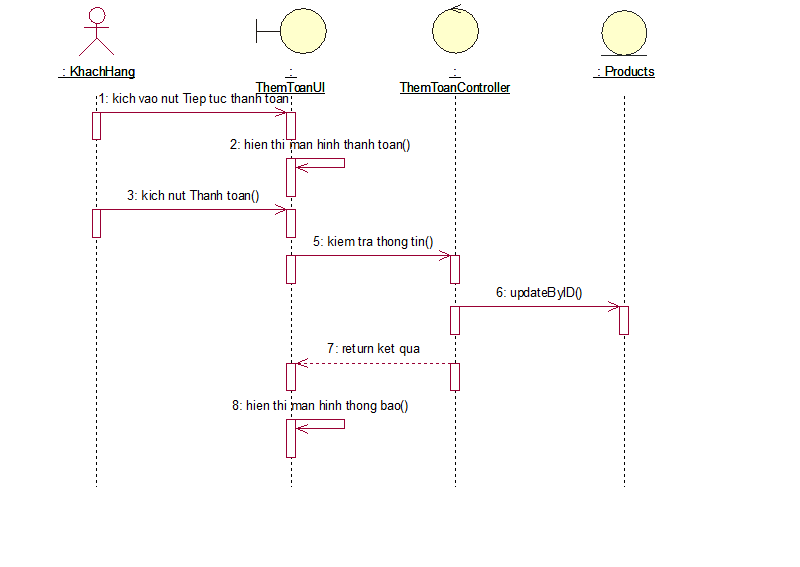 : KhachHang
:
ThemToanUI
:
ThemToanController
: Products
1: kich vao nut Tiep tuc thanh toan
2: hien thi man hinh thanh toan()
3: kich nut Thanh toan()
5: kiem tra thong tin()
6: updateByID()
7: return ket qua
8: hien thi man hinh thong bao()